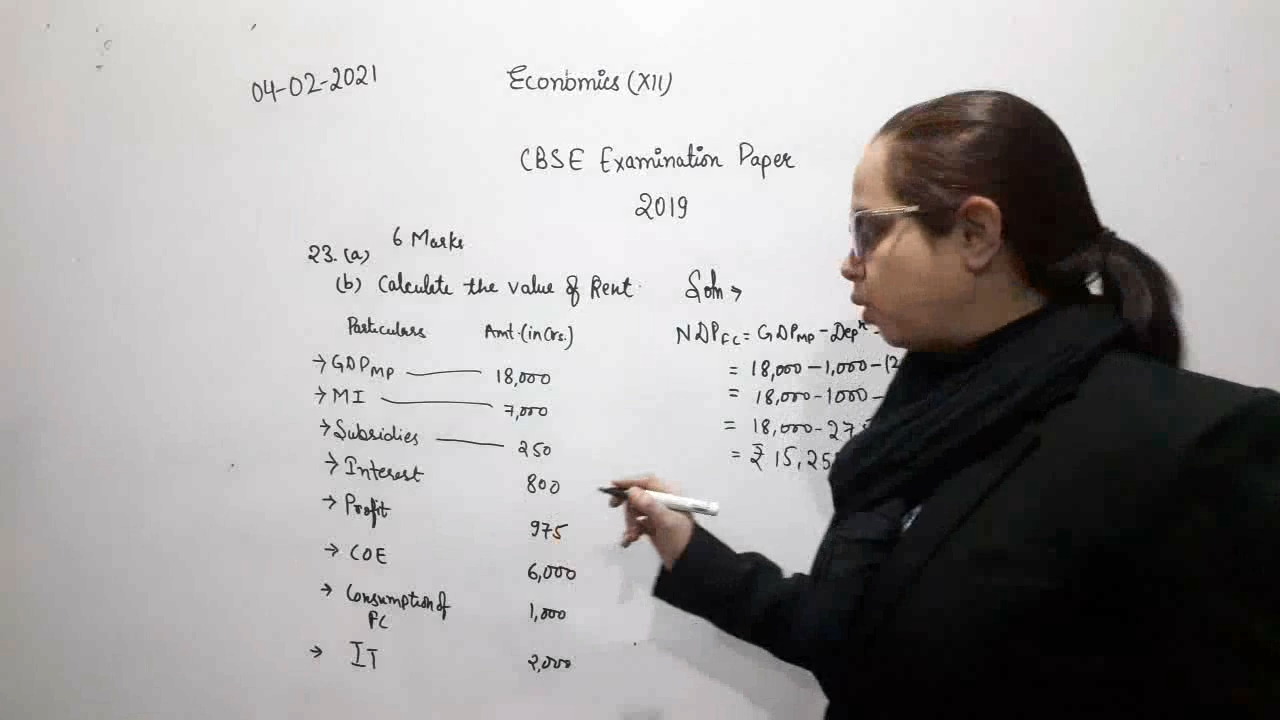 04-02-2021
Economics (XII)
CBSE Examination Paper
2019
6 Marks
23. (a)
(b) Calculate the value of Rent.
Particulars Amt. (in Crs.)
→ GDPMP 18,000
→ MI 7,000
→ Subsidies 250
→ Interest 800
→ Profit 975
→ COE 6,000
→ Consumption of FC 1,000
→ IT 2,000
Soln →
NDPFC = GDPMP - Depn -
= 18,000 - 1,000 - (2
= 18,000 - 1000 -
= 18,000 - 27
= ₹ 15,25